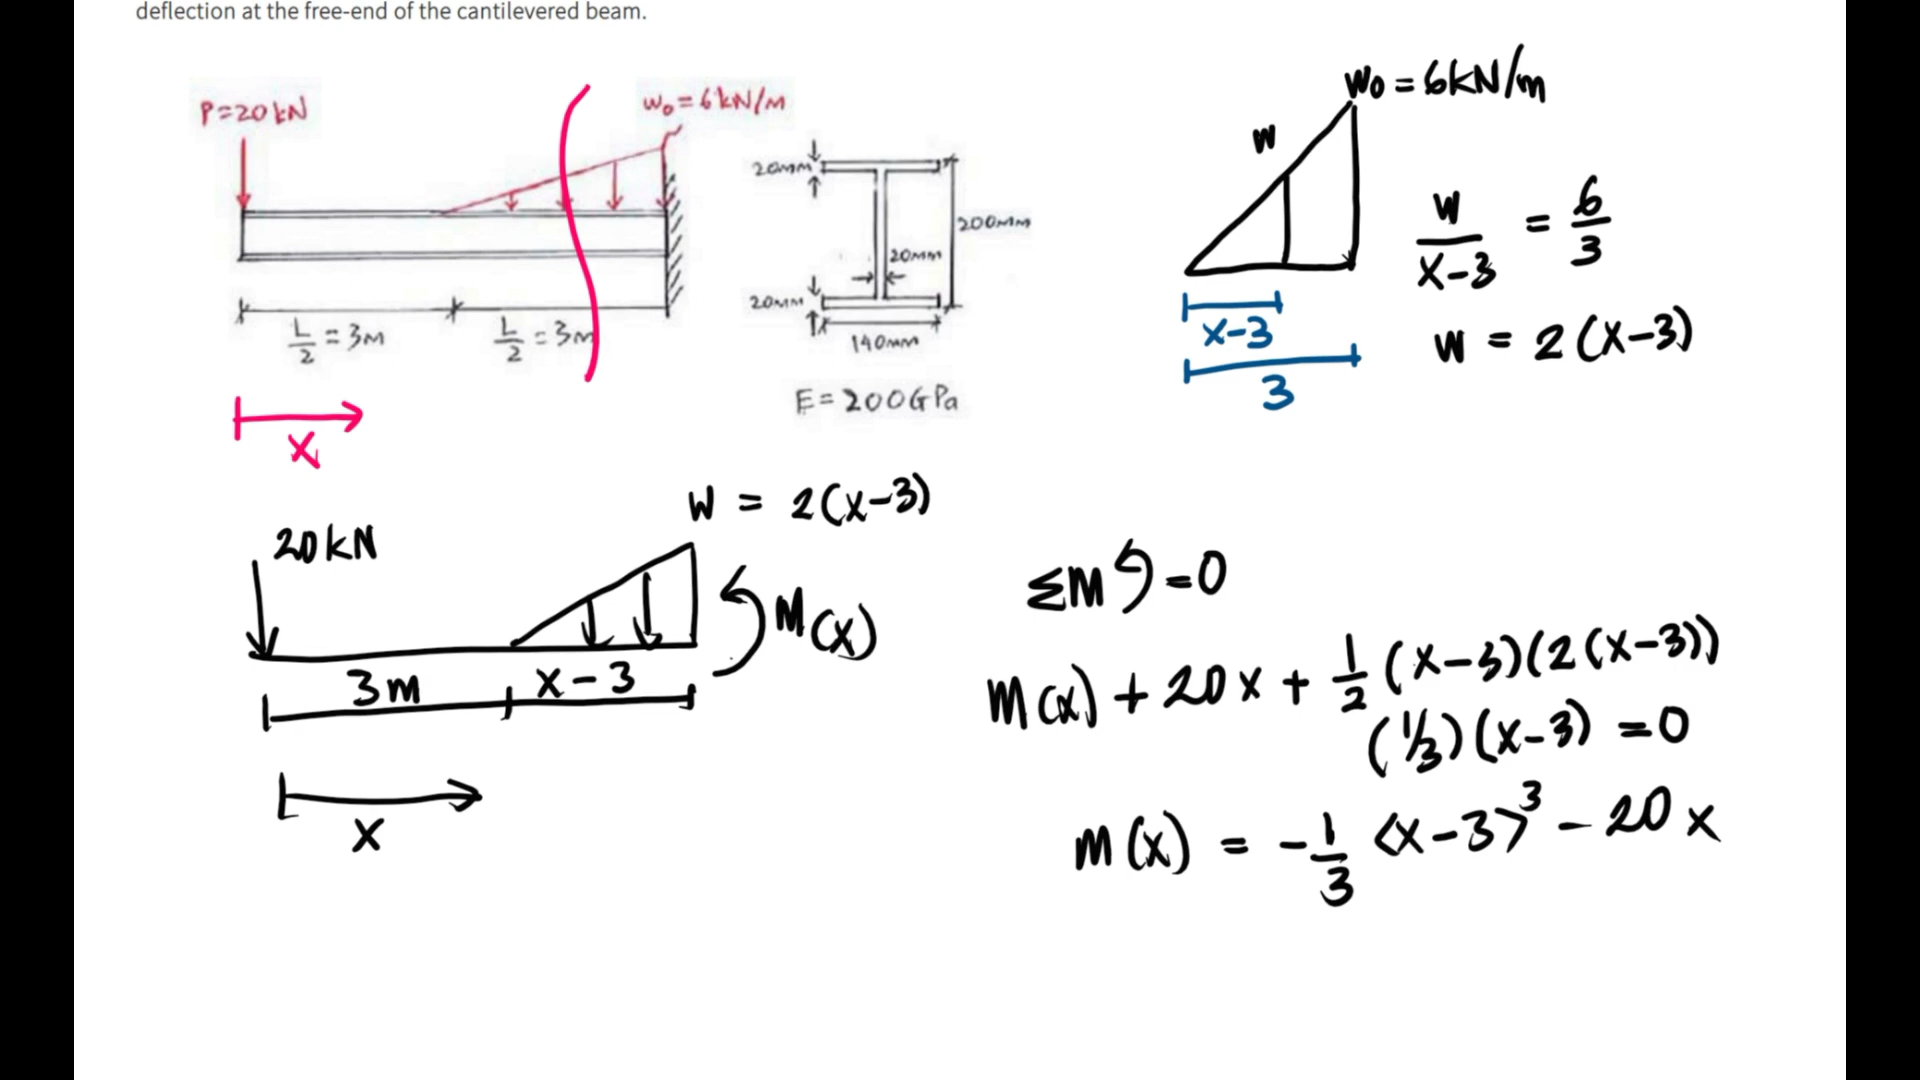 deflection at the free-end of the cantilevered beam.
P=20kN
w₀=6kN/m
L/2=3m
L/2=3m
x
20mm
200mm
20mm
20mm
140mm
E=200GPa
W₀=6kN/m
w
x-3
3
w/x-3 = 6/3
w = 2(x-3)
20kN
w = 2(x-3)
M(x)
3m
x-3
x
ΣM↺=0
M(x)+20x+1/2(x-3)(2(x-3))
(1/3)(x-3)=0
M(x) = -1/3<x-3>³-20x